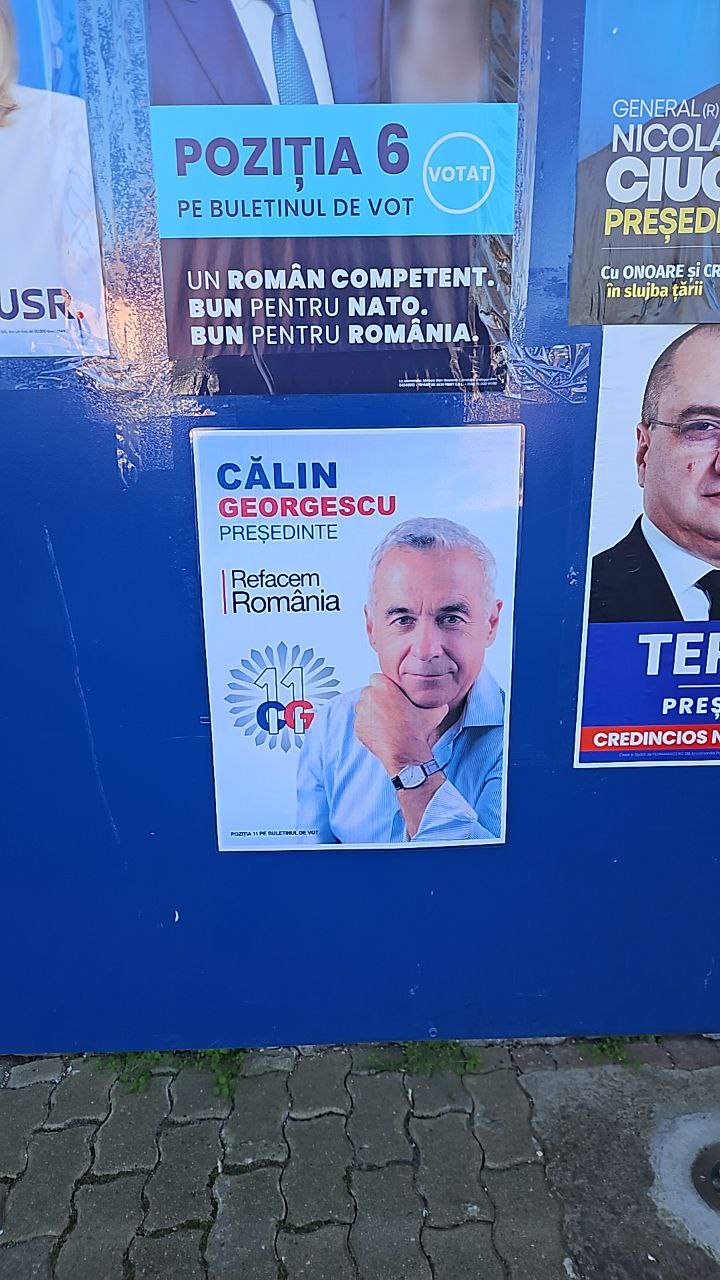 USR.
POZIȚIA 6
PE BULETINUL DE VOT
VOTAT
UN ROMÂN COMPETENT.
BUN PENTRU NATO.
BUN PENTRU ROMÂNIA.
GENERAL (R)
NICOLA
CIUC
PREȘEDI
Cu ONOARE și CR
în slujba țării
CĂLIN
GEORGESCU
PREȘEDINTE
Refacem
România
11
CG
POZIȚIA 11 PE BULETINUL DE VOT
TER
PREȘ
CREDINCIOS N